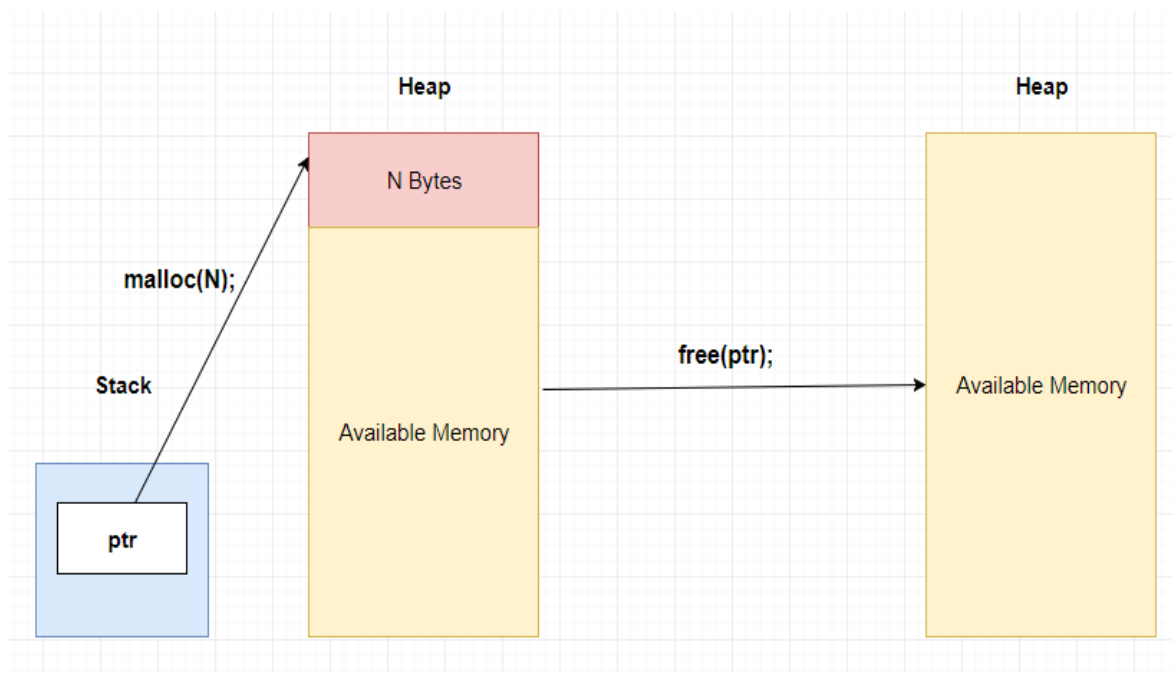 Heap
Heap
N Bytes
malloc(N);
free(ptr);
Stack
Available Memory
Available Memory
ptr